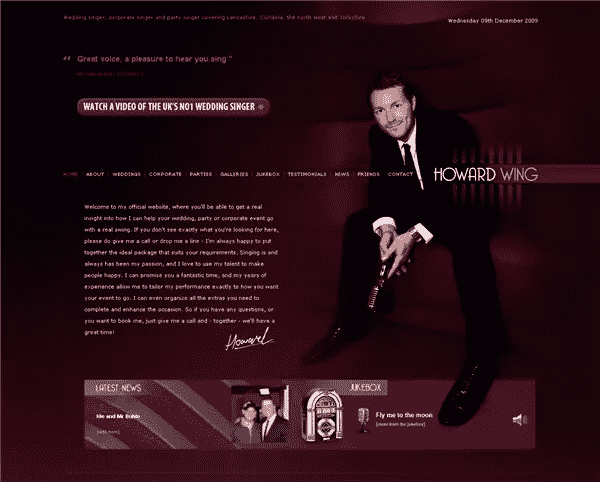 Wedding singer, corporate singer and party singer covering Lancashire, Cumbria, the north west and Yorkshire
Wednesday 09th December 2009
“ Great voice, a pleasure to hear you sing ”
WATCH A VIDEO OF THE UK'S NO1 WEDDING SINGER
HOME ABOUT WEDDINGS CORPORATE PARTIES GALLERIES JUKEBOX TESTIMONIALS NEWS FRIENDS CONTACT
HOWARD WING
Welcome to my official website, where you'll be able to get a real
insight into how I can help your wedding, party or corporate event go
with a real swing. If you don't see exactly what you're looking for here,
please do give me a call or drop me a line - I'm always happy to put
together the ideal package that suits your requirements. Singing is and
always has been my passion, and I love to use my talent to make
people happy. I can promise you a fantastic time, and my years of
experience allow me to tailor my performance exactly to how you want
your event to go. I can even organize all the extras you need to
complete and enhance the occasion. So if you have any questions, or
you want to book me, just give me a call and - together - we'll have a
great time!
Howard
LATEST NEWS
JUKEBOX
Me and Mr Buble
[read more]
Fly me to the moon
[more from the jukebox]